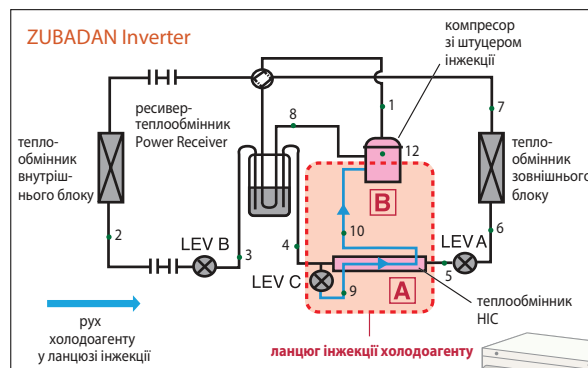 ZUBADAN Inverter
компресор
зі штуцером
інжекції
ресивер-
теплообмінник
Power Receiver
8
1
7
12
тепло-
обмінник
внутріш-
нього блоку
тепло-
обмінник
зовнішнього
блоку
B
2
10
6
LEV B
3
4
LEV A
5
LEV C
9
A
теплообмінник
HIC
рух
холодоагенту
у ланцюзі інжекції
ланцюг інжекції холодоагенту